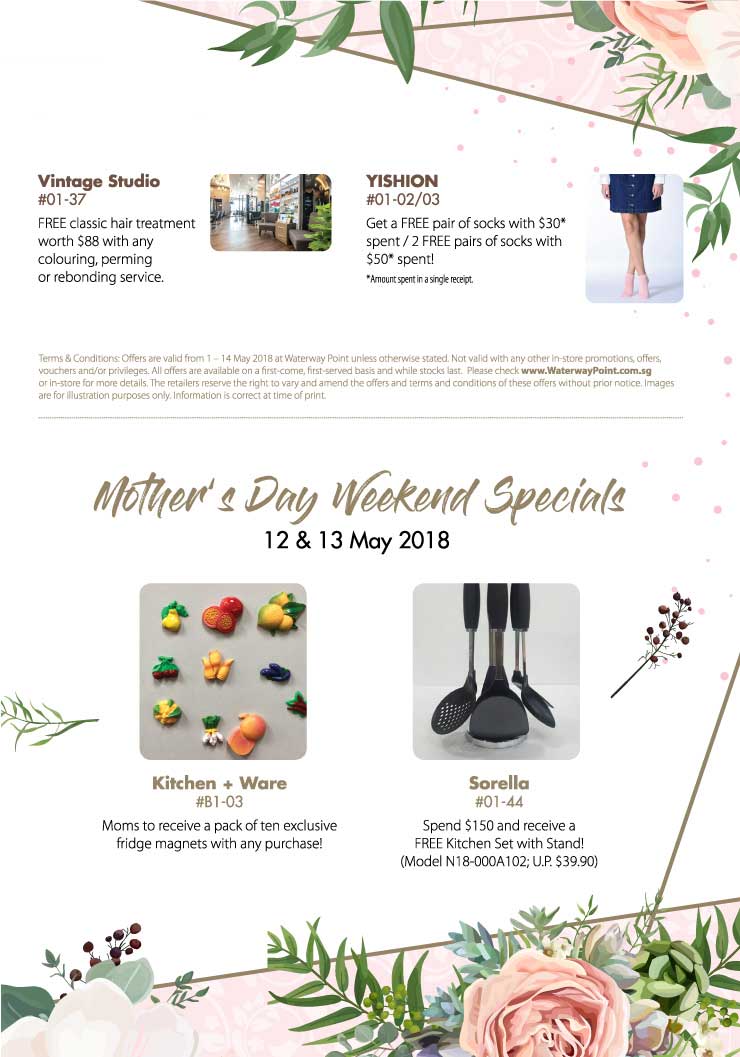 Vintage Studio
#01-37
FREE classic hair treatment
worth $88 with any
colouring, perming
or rebonding service.
YISHION
#01-02/03
Get a FREE pair of socks with $30*
spent / 2 FREE pairs of socks with
$50* spent!
*Amount spent in a single receipt.
Terms & Conditions: Offers are valid from 1 – 14 May 2018 at Waterway Point unless otherwise stated. Not valid with any other in-store promotions, offers,
vouchers and/or privileges. All offers are available on a first-come, first-served basis and while stocks last. Please check www.WaterwayPoint.com.sg
or in-store for more details. The retailers reserve the right to vary and amend the offers and terms and conditions of these offers without prior notice. Images
are for illustration purposes only. Information is correct at time of print.
Mother's Day Weekend Specials
12 & 13 May 2018
Kitchen + Ware
#B1-03
Moms to receive a pack of ten exclusive
fridge magnets with any purchase!
Sorella
#01-44
Spend $150 and receive a
FREE Kitchen Set with Stand!
(Model N18-000A102; U.P. $39.90)